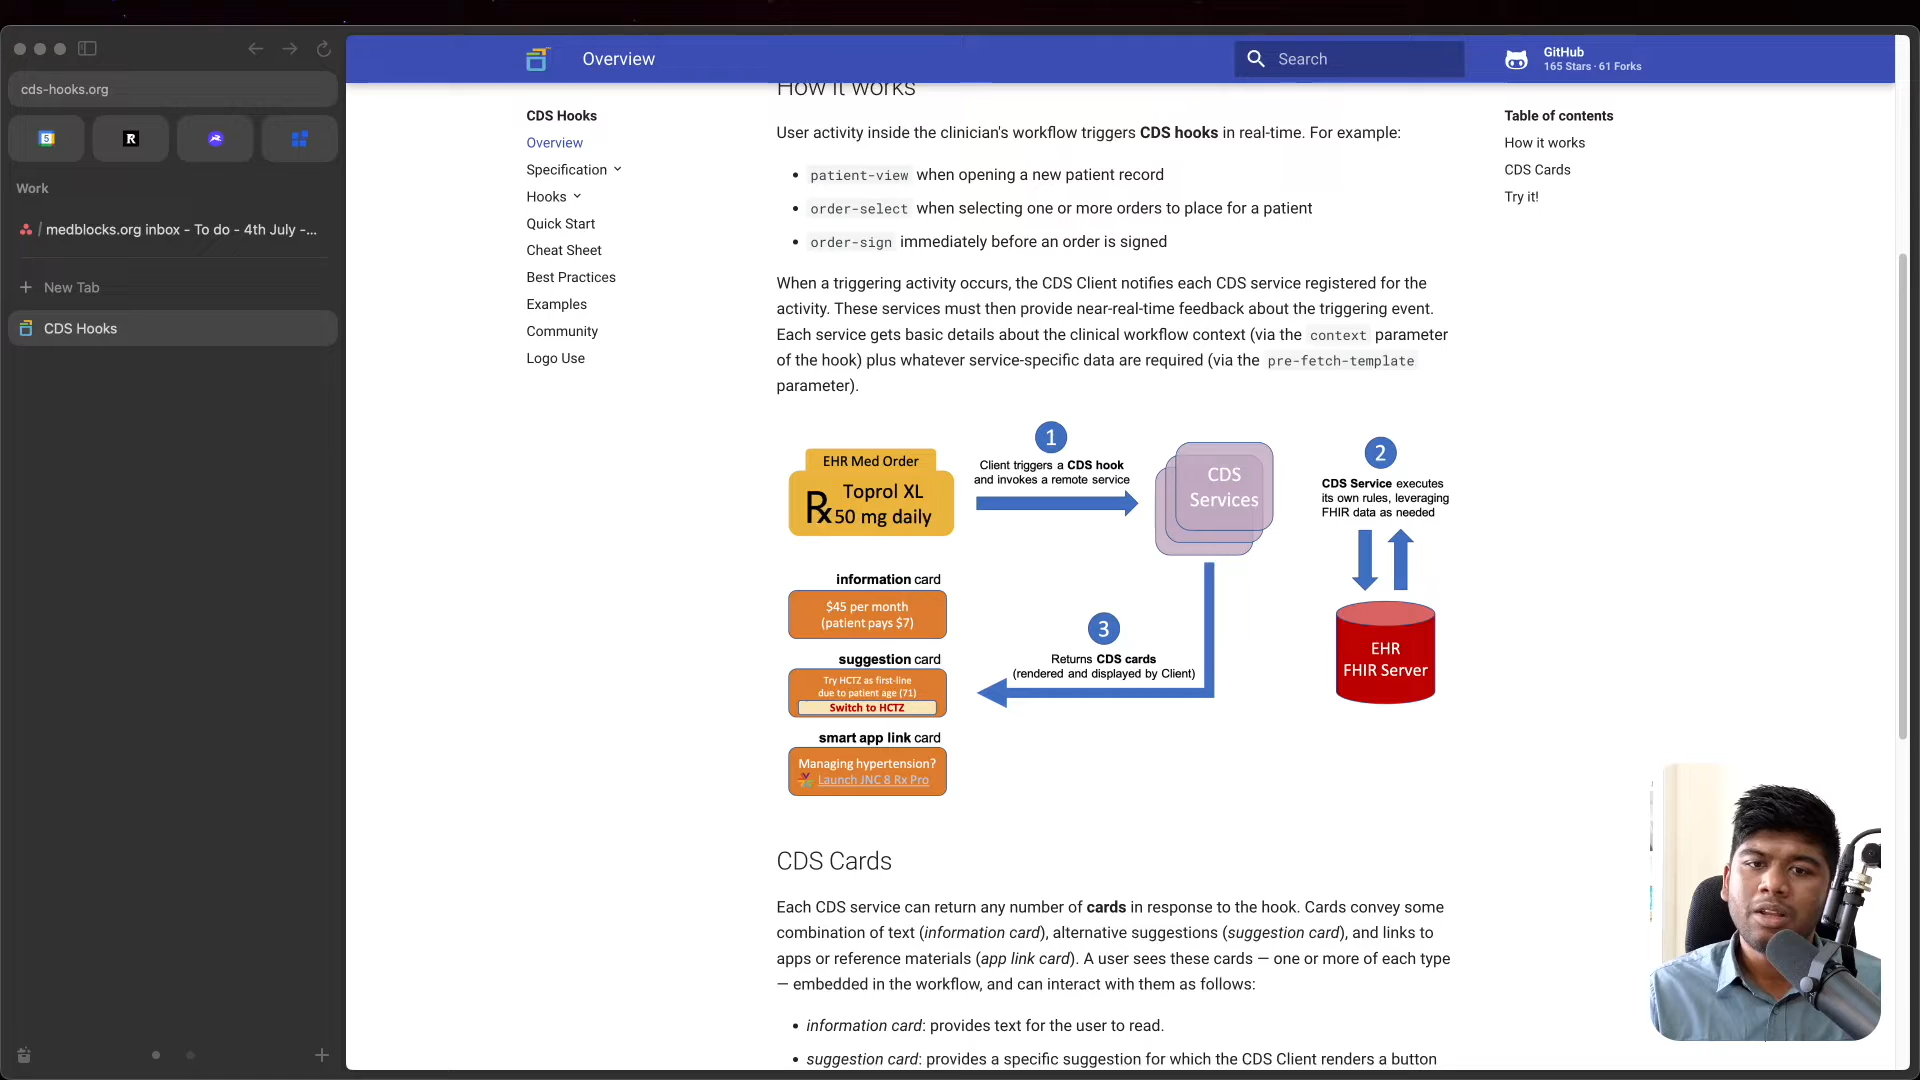 cds-hooks.org
5
R
Work
/ medblocks.org inbox - To do - 4th July -...
New Tab
CDS Hooks
Overview
Search
GitHub
165 Stars · 61 Forks
CDS Hooks
Overview
Specification
Hooks
Quick Start
Cheat Sheet
Best Practices
Examples
Community
Logo Use
How it works
User activity inside the clinician's workflow triggers CDS hooks in real-time. For example:
• patient-view when opening a new patient record
• order-select when selecting one or more orders to place for a patient
• order-sign immediately before an order is signed
When a triggering activity occurs, the CDS Client notifies each CDS service registered for the
activity. These services must then provide near-real-time feedback about the triggering event.
Each service gets basic details about the clinical workflow context (via the context parameter
of the hook) plus whatever service-specific data are required (via the pre-fetch-template
parameter).
EHR Med Order
Rx Toprol XL
50 mg daily
1
Client triggers a CDS hook
and invokes a remote service
CDS
Services
2
CDS Service executes
its own rules, leveraging
FHIR data as needed
EHR
FHIR Server
3
Returns CDS cards
(rendered and displayed by Client)
information card
$45 per month
(patient pays $7)
suggestion card
Try HCTZ as first-line
due to patient age (71)
Switch to HCTZ
smart app link card
Managing hypertension?
Launch JNC 8 Rx Pro
CDS Cards
Each CDS service can return any number of cards in response to the hook. Cards convey some
combination of text (information card), alternative suggestions (suggestion card), and links to
apps or reference materials (app link card). A user sees these cards — one or more of each type
— embedded in the workflow, and can interact with them as follows:
• information card: provides text for the user to read.
• suggestion card: provides a specific suggestion for which the CDS Client renders a button
Table of contents
How it works
CDS Cards
Try it!